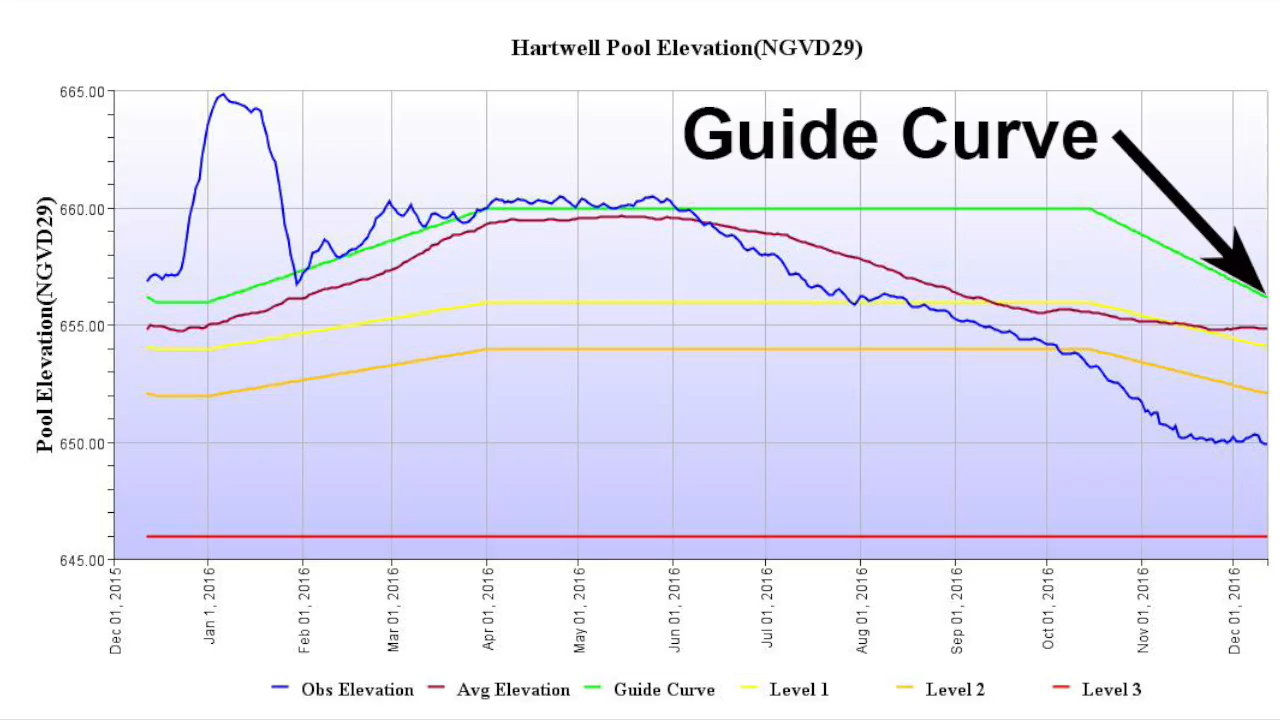 Hartwell Pool Elevation(NGVD29)
Guide Curve
Pool Elevation(NGVD29)
665.00
660.00
655.00
650.00
645.00
Dec 01, 2015
Jan 1, 2016
Feb 01, 2016
Mar 01, 2016
Apr 01, 2016
May 01, 2016
Jun 01, 2016
Jul 01, 2016
Aug 01, 2016
Sep 01, 2016
Oct 01, 2016
Nov 01, 2016
Dec 01, 2016
Obs Elevation Avg Elevation Guide Curve Level 1 Level 2 Level 3